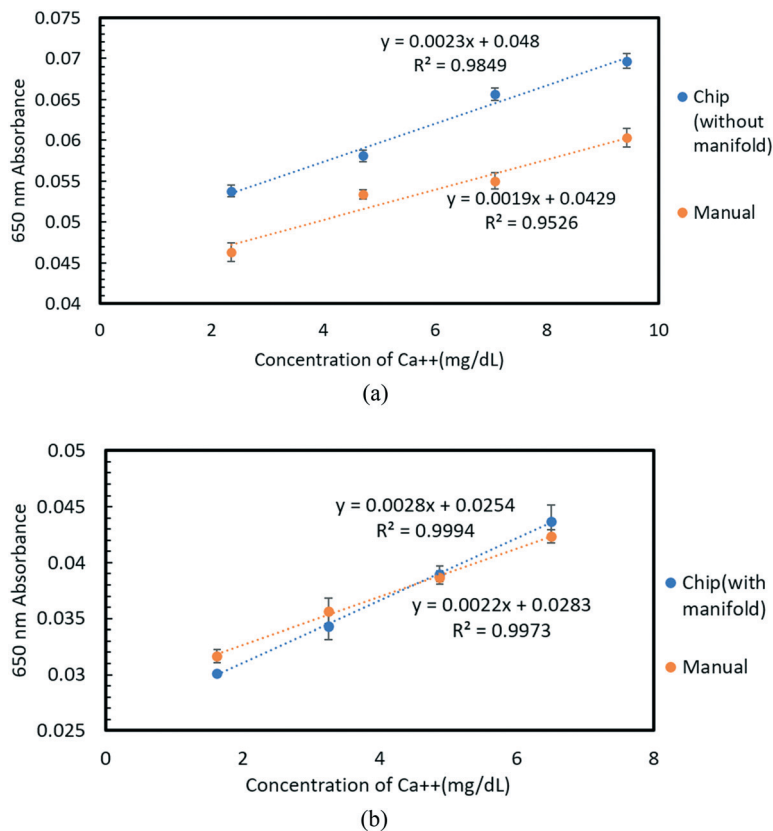 0.075
0.07
0.065
0.06
0.055
0.05
0.045
0.04
650 nm Absorbance
y = 0.0023x + 0.048
R² = 0.9849
y = 0.0019x + 0.0429
R² = 0.9526
Chip
(without
manifold)
Manual
0 2 4 6 8 10
Concentration of Ca++(mg/dL)
(a)
0.05
0.045
0.04
0.035
0.03
0.025
650 nm Absorbance
y = 0.0028x + 0.0254
R² = 0.9994
y = 0.0022x + 0.0283
R² = 0.9973
Chip(with
manifold)
Manual
0 2 4 6 8
Concentration of Ca++(mg/dL)
(b)